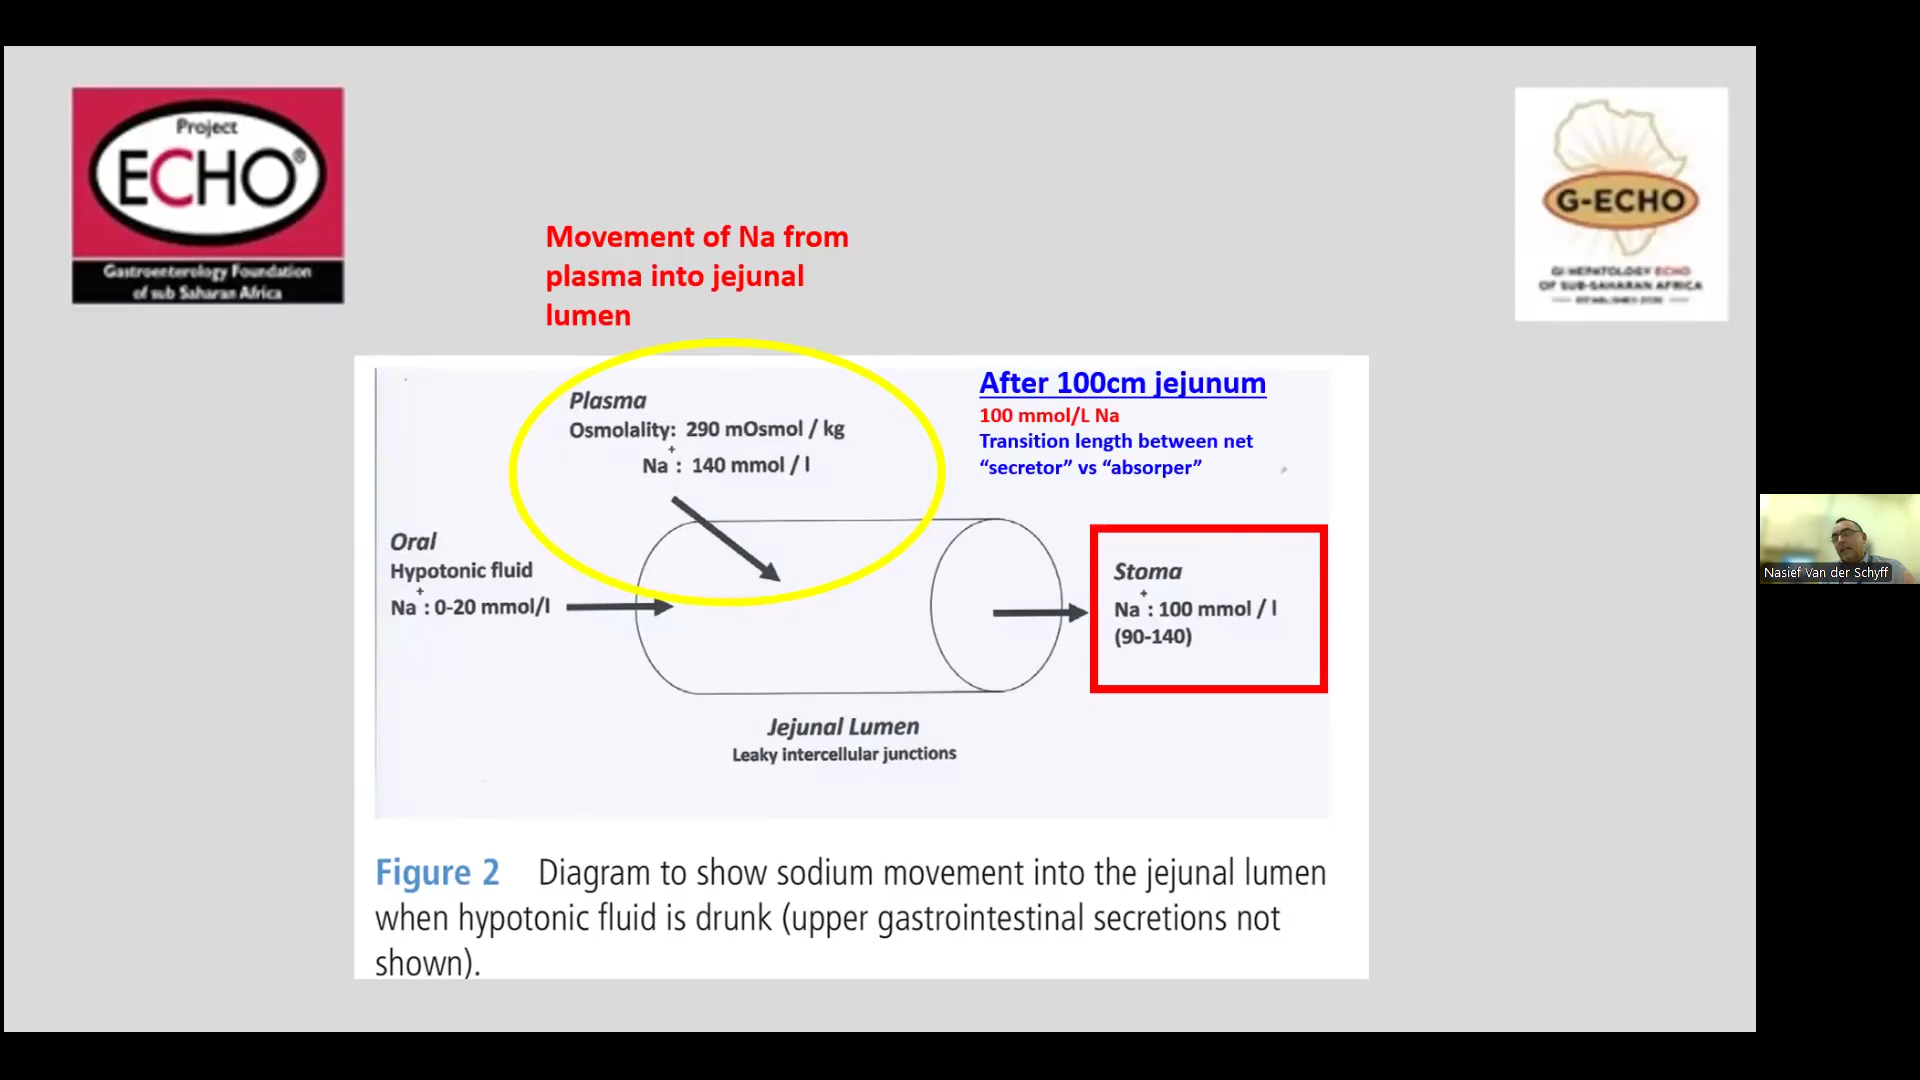 Project
ECHO®
Gastroenterology Foundation
of sub Saharan Africa
G-ECHO
GI HEPATOLOGY ECHO
OF SUB-SAHARAN AFRICA
Movement of Na from
plasma into jejunal
lumen
After 100cm jejunum
100 mmol/L Na
Transition length between net
“secretor” vs “absorper”
Plasma
Osmolality: 290 mOsmol / kg
Na⁺ : 140 mmol / l
Oral
Hypotonic fluid
Na⁺ : 0-20 mmol/l
Stoma
Na⁺ : 100 mmol / l
(90-140)
Jejunal Lumen
Leaky intercellular junctions
Figure 2 Diagram to show sodium movement into the jejunal lumen
when hypotonic fluid is drunk (upper gastrointestinal secretions not
shown).
Nasief Van der Schyff